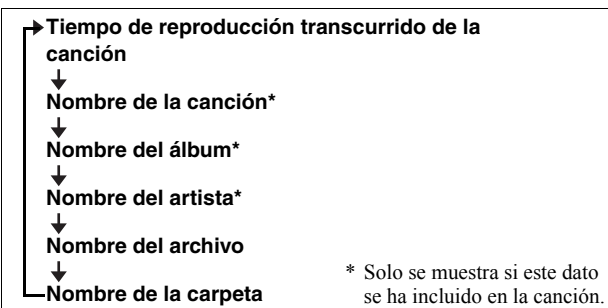 Tiempo de reproducción transcurrido de la
canción
Nombre de la canción*
Nombre del álbum*
Nombre del artista*
Nombre del archivo
Nombre de la carpeta
* Solo se muestra si este dato
se ha incluido en la canción.